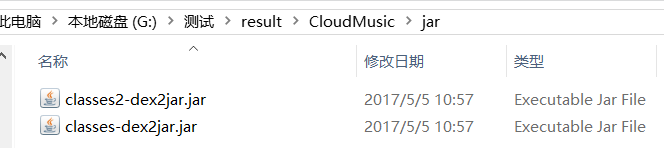 此电脑 > 本地磁盘 (G:) > 测试 > result > CloudMusic > jar
名称 修改日期 类型
classes2-dex2jar.jar 2017/5/5 10:57 Executable Jar File
classes-dex2jar.jar 2017/5/5 10:57 Executable Jar File